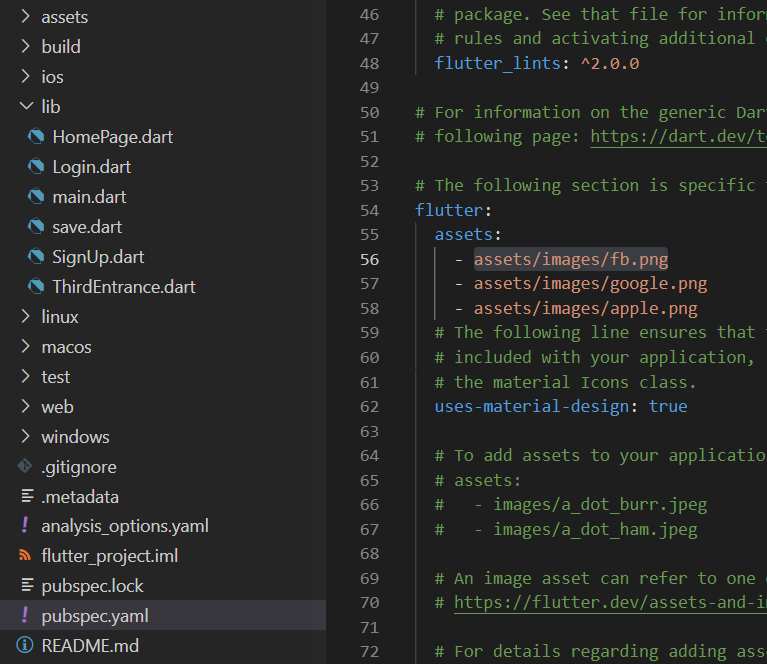 assets
build
ios
lib
HomePage.dart
Login.dart
main.dart
save.dart
SignUp.dart
ThirdEntrance.dart
linux
macos
test
web
windows
.gitignore
.metadata
analysis_options.yaml
flutter_project.iml
pubspec.lock
pubspec.yaml
README.md
46 # package. See that file for infor
47 # rules and activating additional
48 flutter_lints: ^2.0.0
49
50 # For information on the generic Dar
51 # following page: https://dart.dev/t
52
53 # The following section is specific
54 flutter:
55 assets:
56 - assets/images/fb.png
57 - assets/images/google.png
58 - assets/images/apple.png
59 # The following line ensures that
60 # included with your application,
61 # the material Icons class.
62 uses-material-design: true
63
64 # To add assets to your applicatio
65 # assets:
66 #   - images/a_dot_burr.jpeg
67 #   - images/a_dot_ham.jpeg
68
69 # An image asset can refer to one
70 # https://flutter.dev/assets-and-i
71
72 # For details regarding adding ass